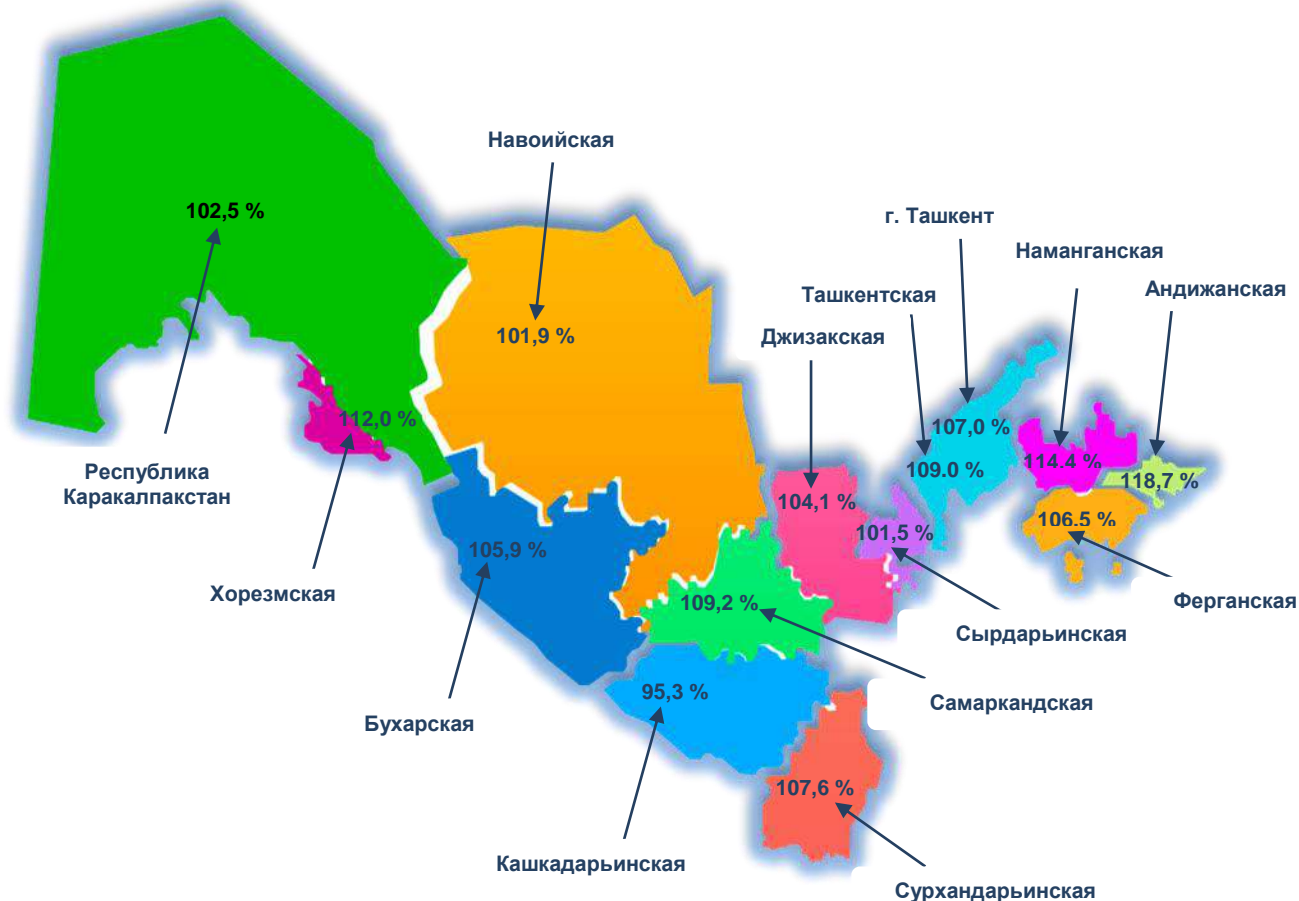 Навоийская
г. Ташкент
102,5 %
Наманганская
Ташкентская
Андижанская
101,9 %
Джизакская
112,0 %
107,0 %
114.4 %
109.0 %
118,7 %
Республика
Каракалпакстан
104,1 %
106.5 %
101,5 %
105,9 %
Хорезмская
109,2 %
Ферганская
Сырдарьинская
95,3 %
Самаркандская
Бухарская
107,6 %
Кашкадарьинская
Сурхандарьинская